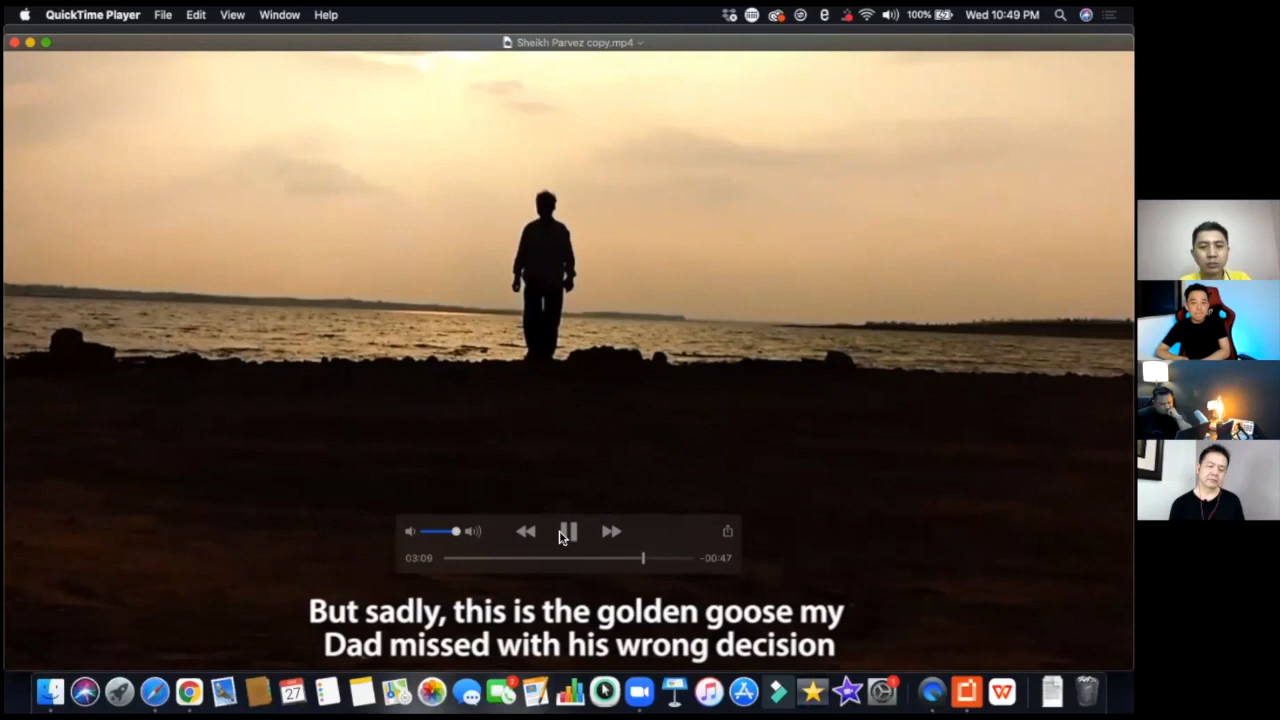 QuickTime Player File Edit View Window Help 100% Wed 10:49 PM
Sheikh Parvez copy.mp4
03:09 -00:47
But sadly, this is the golden goose my
Dad missed with his wrong decision
27